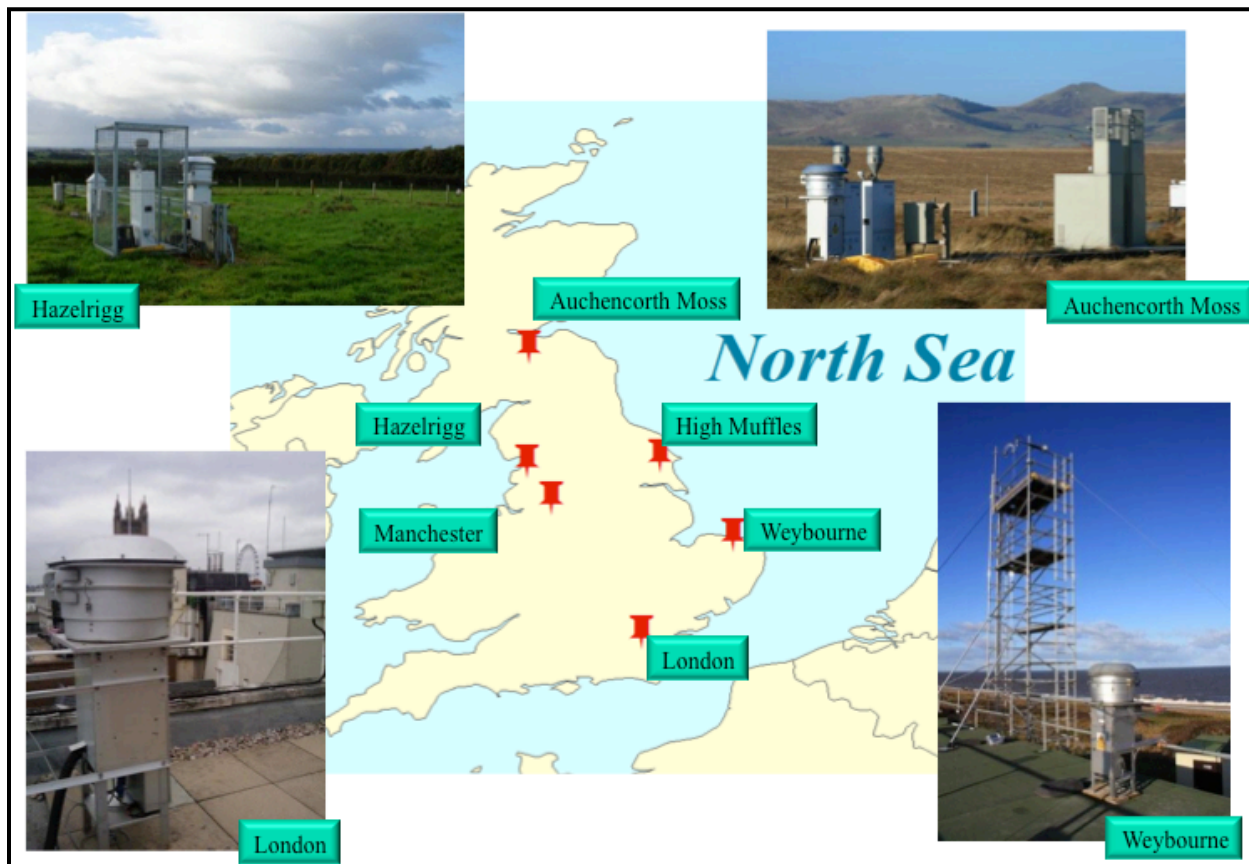 Hazelrigg
Auchencorth Moss
Auchencorth Moss
North Sea
Hazelrigg
High Muffles
Manchester
Weybourne
London
London
Weybourne